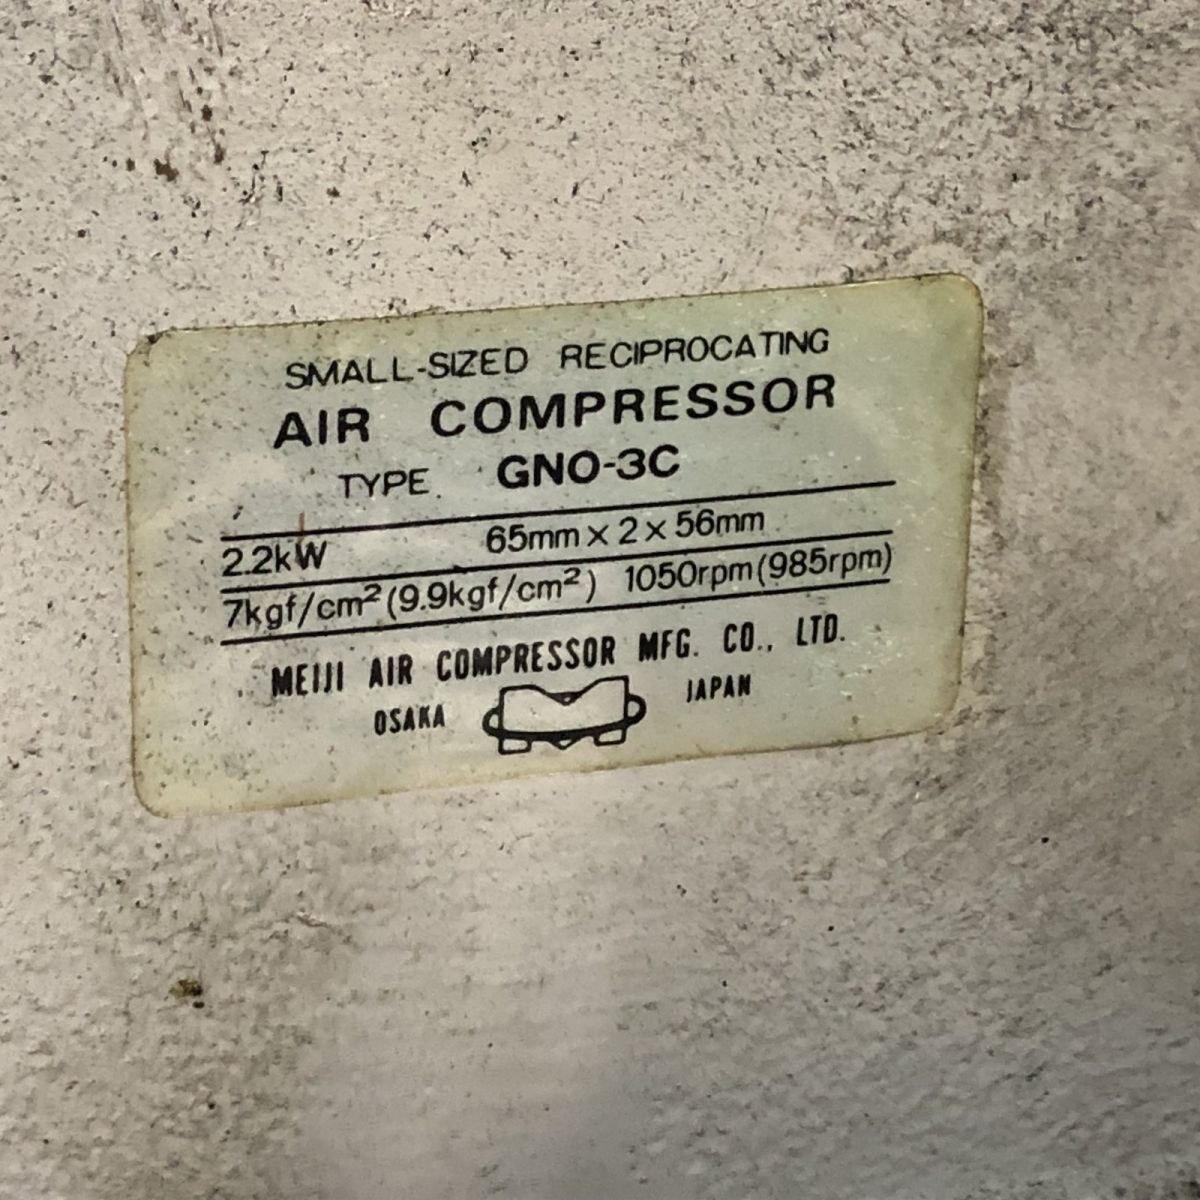 SMALL-SIZED RECIPROCATING
AIR COMPRESSOR
TYPE GNO-3C
2.2kW 65mm×2×56mm
7kgf/cm²(9.9kgf/cm²) 1050rpm(985rpm)
MEIJI AIR COMPRESSOR MFG. CO., LTD.
OSAKA JAPAN